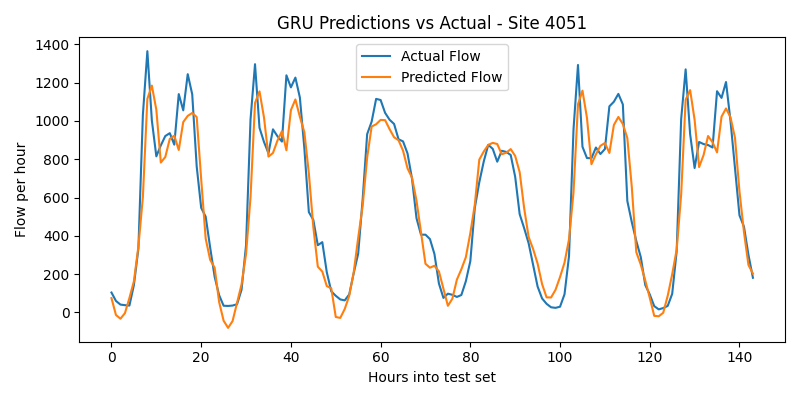 GRU Predictions vs Actual - Site 4051
Actual Flow
Predicted Flow
Flow per hour
1400
1200
1000
800
600
400
200
0
0 20 40 60 80 100 120 140
Hours into test set